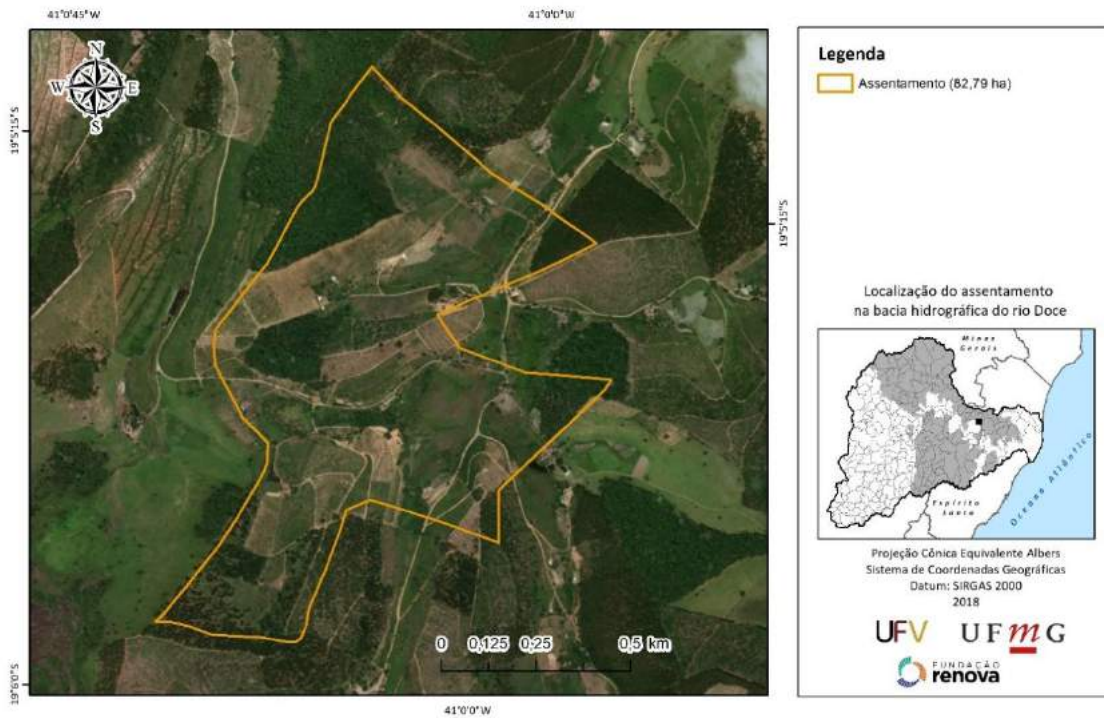 41°0'45"W
41°0'0"W
N
W E
S
19°5'15"S
19°5'15"S
19°6'0"S
41°0'0"W
0 0,125 0,25 0,5 km
Legenda
Assentamento (82,79 ha)
Localização do assentamento
na bacia hidrográfica do rio Doce
Minas
Gerais
Espírito
Santo
Oceano Atlântico
Projeção Cônica Equivalente Albers
Sistema de Coordenadas Geográficas
Datum: SIRGAS 2000
2018
UFV UFmG
FUNDAÇÃO
renova